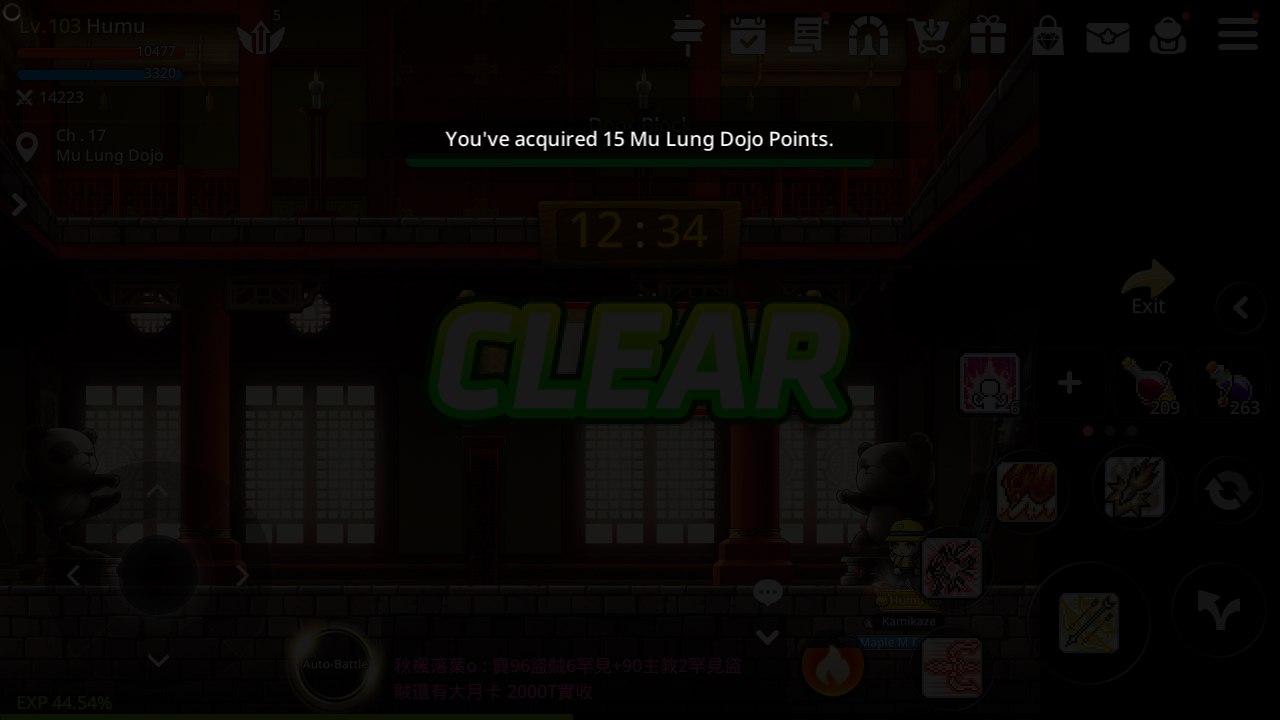 Lv.103 Humu
5
10477
3320
14223
Ch. 17
Mu Lung Dojo
You've acquired 15 Mu Lung Dojo Points.
12:34
CLEAR
Exit
6
209
263
Humu
Kamikaze
Auto-Battle
秋楓落葉o : 賣96盜賊6罕見+90主教2罕見盜
賊還有大月卡 2000T實收
EXP 44.54%